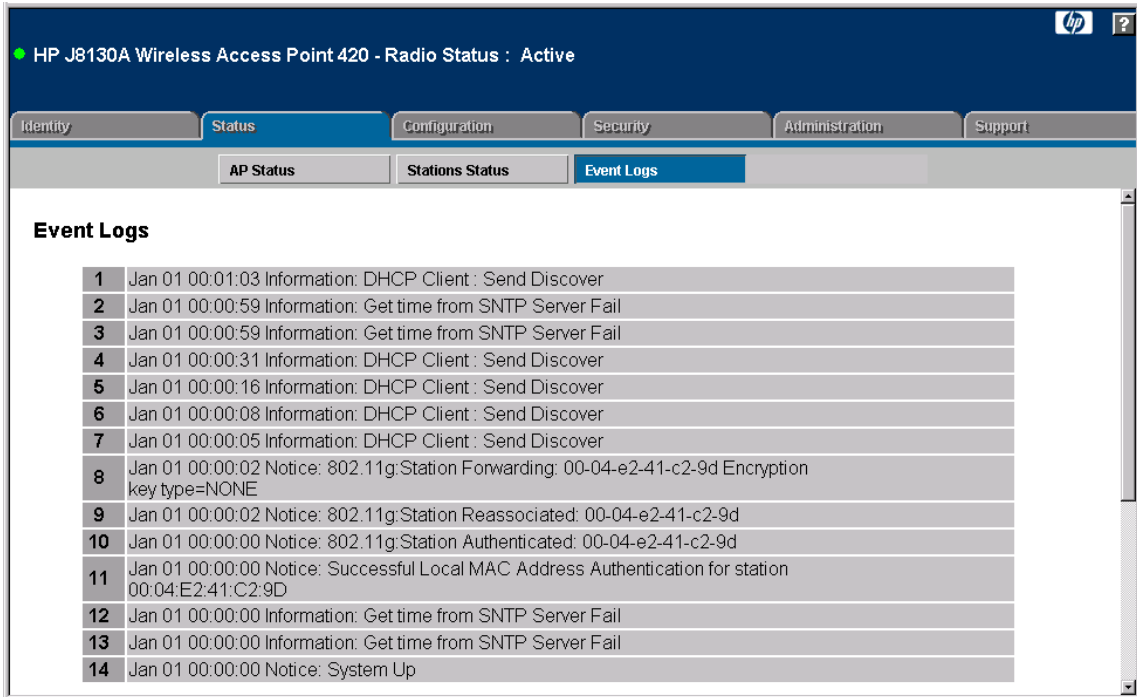 hp ?
HP J8130A Wireless Access Point 420 - Radio Status : Active
Identity Status Configuration Security Administration Support
AP Status Stations Status Event Logs
Event Logs
1 Jan 01 00:01:03 Information: DHCP Client : Send Discover
2 Jan 01 00:00:59 Information: Get time from SNTP Server Fail
3 Jan 01 00:00:59 Information: Get time from SNTP Server Fail
4 Jan 01 00:00:31 Information: DHCP Client : Send Discover
5 Jan 01 00:00:16 Information: DHCP Client : Send Discover
6 Jan 01 00:00:08 Information: DHCP Client : Send Discover
7 Jan 01 00:00:05 Information: DHCP Client : Send Discover
8 Jan 01 00:00:02 Notice: 802.11g:Station Forwarding: 00-04-e2-41-c2-9d Encryption
key type=NONE
9 Jan 01 00:00:02 Notice: 802.11g:Station Reassociated: 00-04-e2-41-c2-9d
10 Jan 01 00:00:00 Notice: 802.11g:Station Authenticated: 00-04-e2-41-c2-9d
11 Jan 01 00:00:00 Notice: Successful Local MAC Address Authentication for station
00:04:E2:41:C2:9D
12 Jan 01 00:00:00 Information: Get time from SNTP Server Fail
13 Jan 01 00:00:00 Information: Get time from SNTP Server Fail
14 Jan 01 00:00:00 Notice: System Up